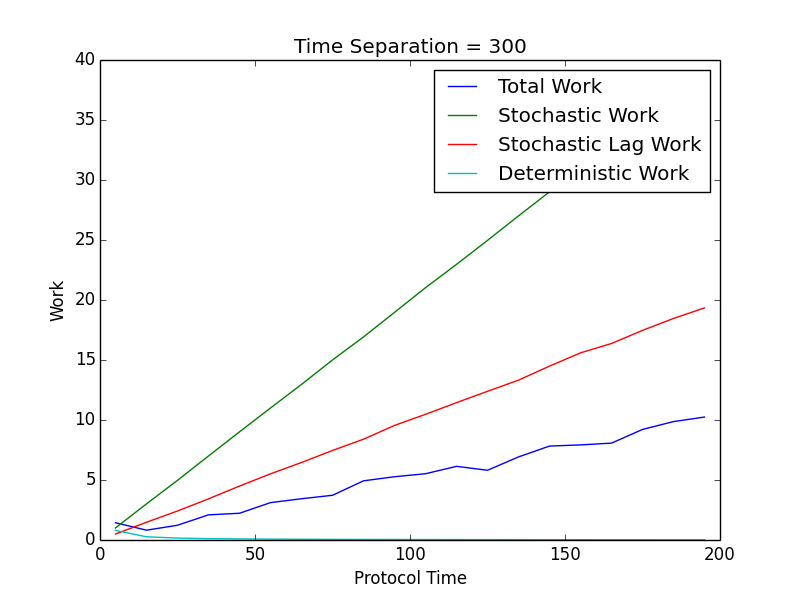 Time Separation = 300
40
35
30
25
20
15
10
5
0
Work
Total Work
Stochastic Work
Stochastic Lag Work
Deterministic Work
0 50 100 150 200
Protocol Time